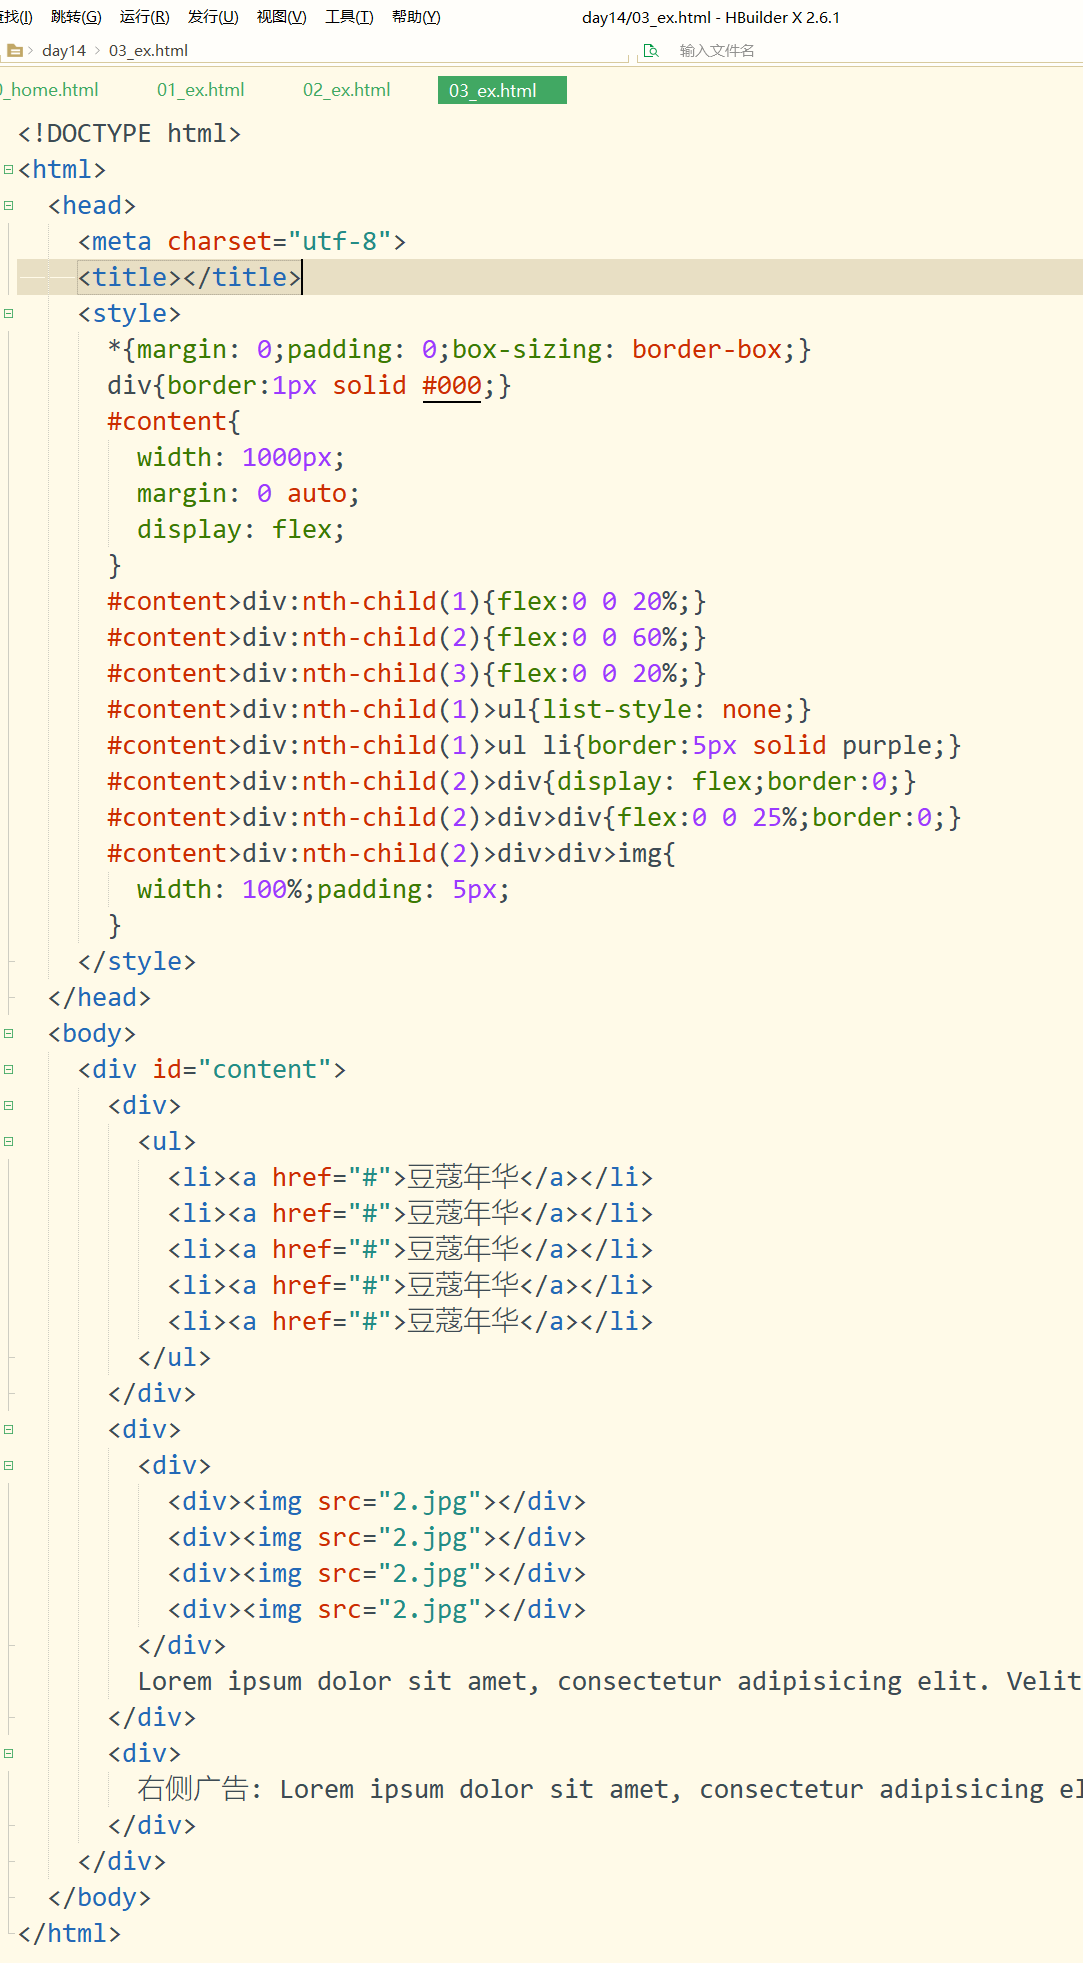 查找(I) 跳转(G) 运行(R) 发行(U) 视图(V) 工具(T) 帮助(Y) day14/03_ex.html - HBuilder X 2.6.1
day14 03_ex.html 输入文件名
_home.html 01_ex.html 02_ex.html 03_ex.html
<!DOCTYPE html>
<html>
<head>
<meta charset="utf-8">
<title></title>
<style>
*{margin: 0;padding: 0;box-sizing: border-box;}
div{border:1px solid #000;}
#content{
width: 1000px;
margin: 0 auto;
display: flex;
}
#content>div:nth-child(1){flex:0 0 20%;}
#content>div:nth-child(2){flex:0 0 60%;}
#content>div:nth-child(3){flex:0 0 20%;}
#content>div:nth-child(1)>ul{list-style: none;}
#content>div:nth-child(1)>ul li{border:5px solid purple;}
#content>div:nth-child(2)>div{display: flex;border:0;}
#content>div:nth-child(2)>div>div{flex:0 0 25%;border:0;}
#content>div:nth-child(2)>div>div>img{
width: 100%;padding: 5px;
}
</style>
</head>
<body>
<div id="content">
<div>
<ul>
<li><a href="#">豆蔻年华</a></li>
<li><a href="#">豆蔻年华</a></li>
<li><a href="#">豆蔻年华</a></li>
<li><a href="#">豆蔻年华</a></li>
<li><a href="#">豆蔻年华</a></li>
</ul>
</div>
<div>
<div>
<div><img src="2.jpg"></div>
<div><img src="2.jpg"></div>
<div><img src="2.jpg"></div>
<div><img src="2.jpg"></div>
</div>
Lorem ipsum dolor sit amet, consectetur adipisicing elit. Velit
</div>
<div>
右侧广告: Lorem ipsum dolor sit amet, consectetur adipisicing el
</div>
</div>
</body>
</html>